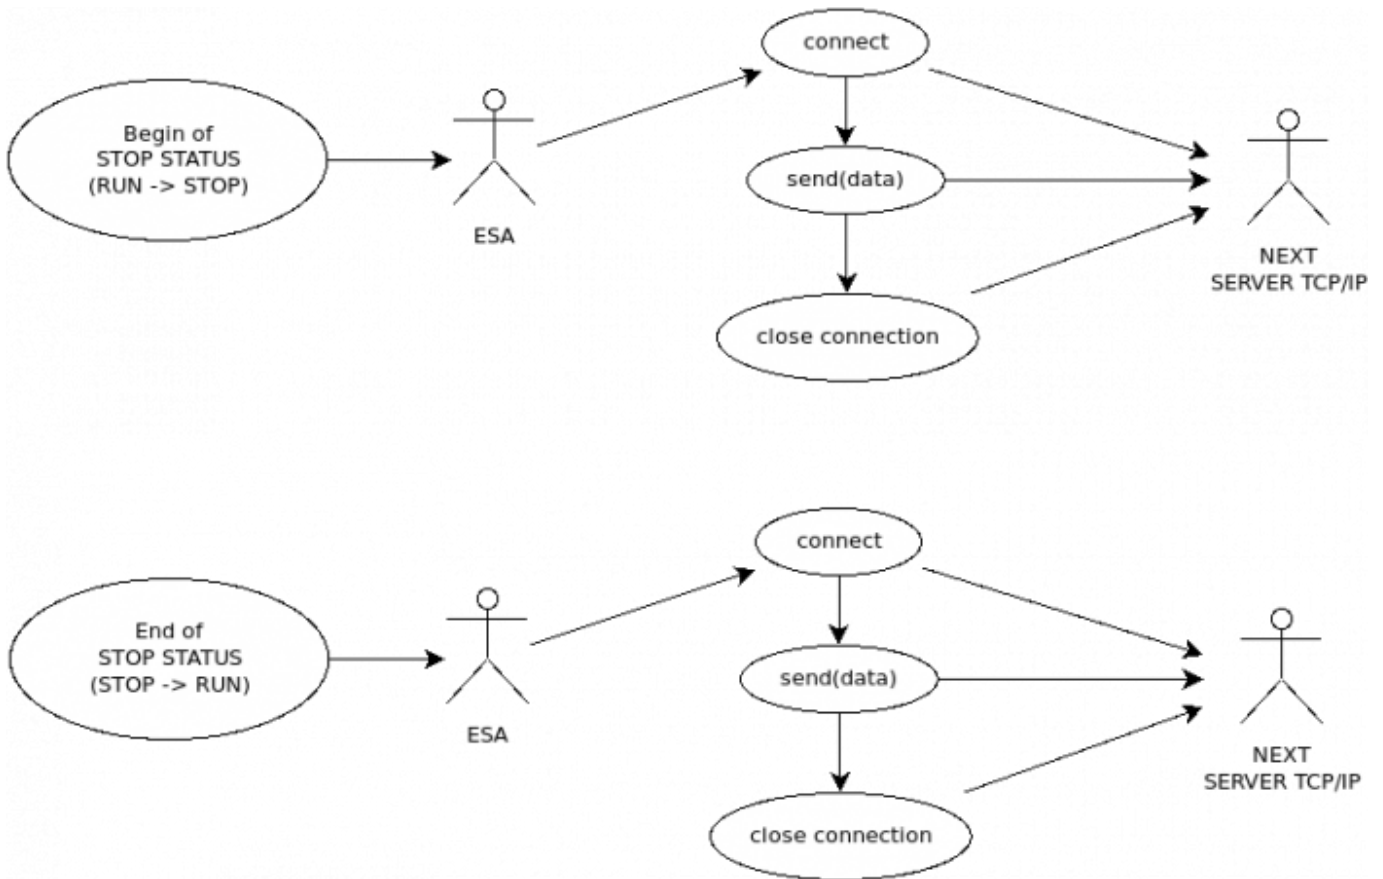 connect
Begin of
STOP STATUS
(RUN -> STOP)
send(data)
ESA
NEXT
SERVER TCP/IP
close connection
connect
End of
STOP STATUS
(STOP -> RUN)
send(data)
ESA
NEXT
SERVER TCP/IP
close connection